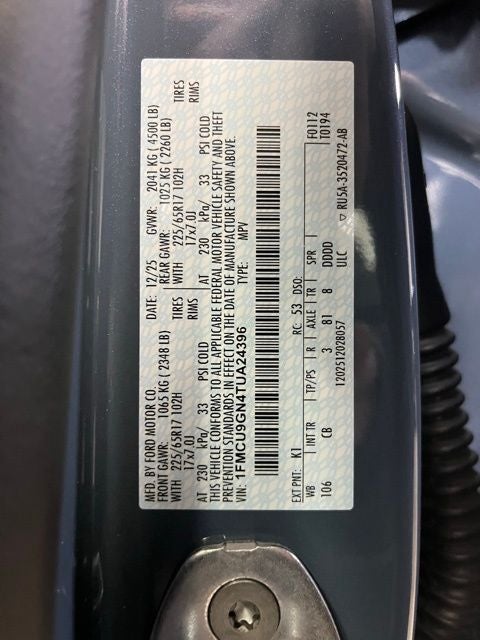 MFD. BY FORD MOTOR CO. DATE: 12/25 GVWR: 2041 KG ( 4500 LB)
FRONT GAWR: 1065 KG ( 2348 LB) REAR GAWR: 1025 KG ( 2260 LB)
WITH 225/65R17 102H TIRES WITH 225/65R17 102H TIRES
17x7.0J RIMS 17x7.0J RIMS
AT 230 kPa/ 33 PSI COLD AT 230 kPa/ 33 PSI COLD
THIS VEHICLE CONFORMS TO ALL APPLICABLE FEDERAL MOTOR VEHICLE SAFETY AND THEFT
PREVENTION STANDARDS IN EFFECT ON THE DATE OF MANUFACTURE SHOWN ABOVE.
VIN: 1FMCU9GN4TUA24396 TYPE: MPV
EXT PNT: K1 RC: 53 DSO: F0112
WB INT TR TP/PS R AXLE TR SPR T0194
106 CB 3 81 8 DDDD
1202512028057 ULC ▽ RU5A-3520472-AB